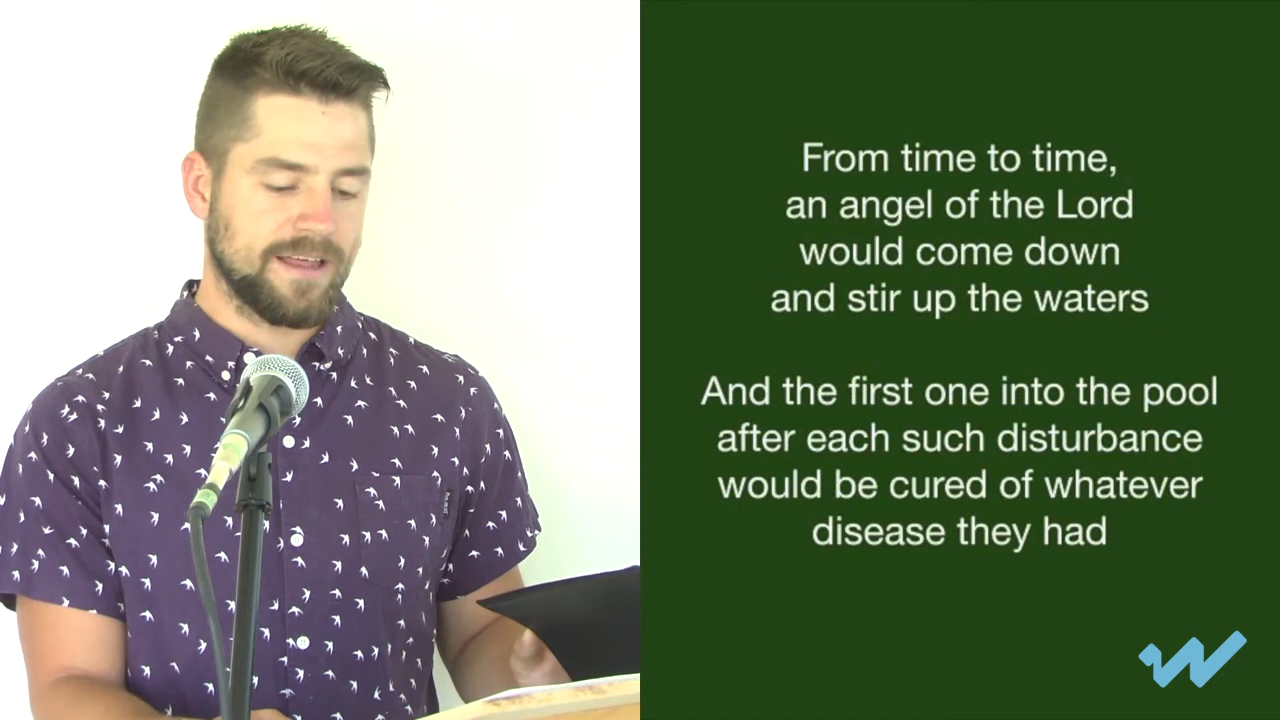 From time to time,
an angel of the Lord
would come down
and stir up the waters
And the first one into the pool
after each such disturbance
would be cured of whatever
disease they had